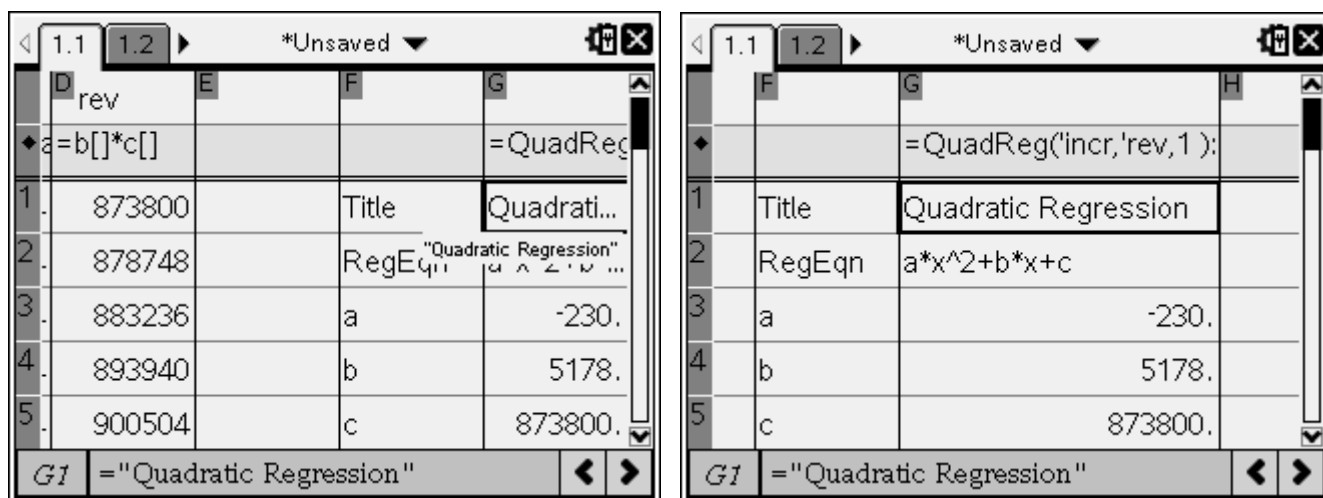 1.1 1.2 *Unsaved
D rev E F G
a=b[]*c[] =QuadReg
1 873800 Title Quadrati...
"Quadratic Regression"
2 878748 RegEqn
3 883236 a -230.
4 893940 b 5178.
5 900504 c 873800.
G1 ="Quadratic Regression"
1.1 1.2 *Unsaved
F G H
=QuadReg('incr,'rev,1 ):
1 Title Quadratic Regression
2 RegEqn a*x^2+b*x+c
3 a -230.
4 b 5178.
5 c 873800.
G1 ="Quadratic Regression"